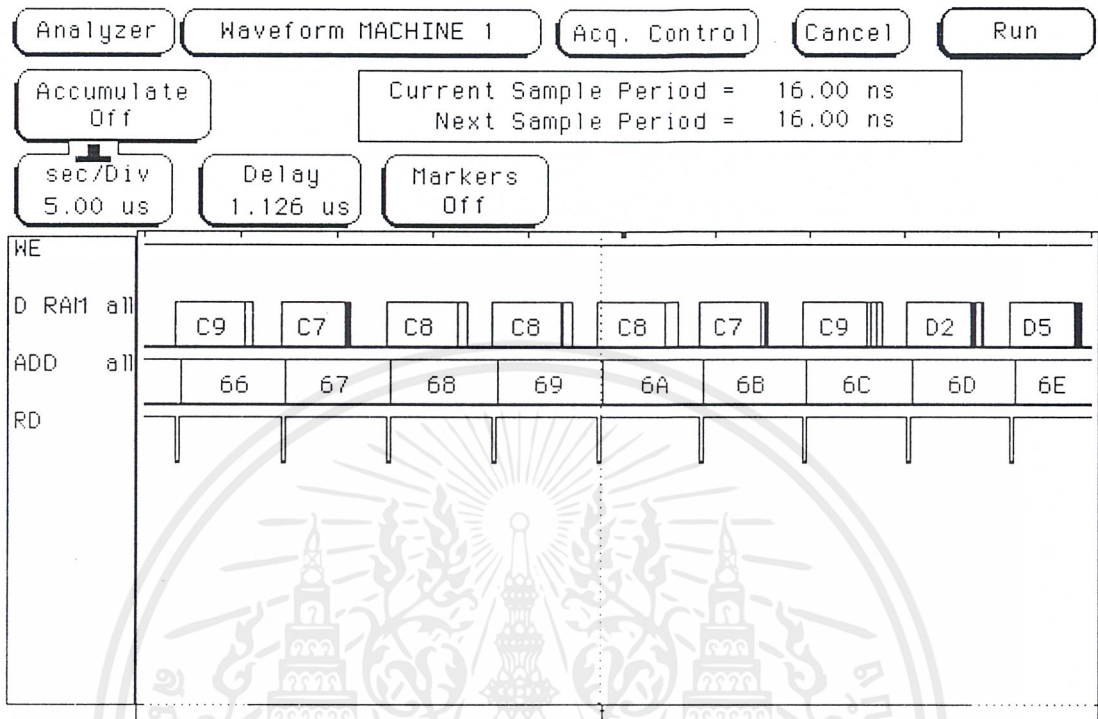 Analyzer Waveform MACHINE 1 Acq. Control Cancel Run
Accumulate
Off
Current Sample Period = 16.00 ns
Next Sample Period = 16.00 ns
sec/Div
5.00 us
Delay
1.126 us
Markers
Off
WE
D RAM all C9 C7 C8 C8 C8 C7 C9 D2 D5
ADD all 66 67 68 69 6A 6B 6C 6D 6E
RD